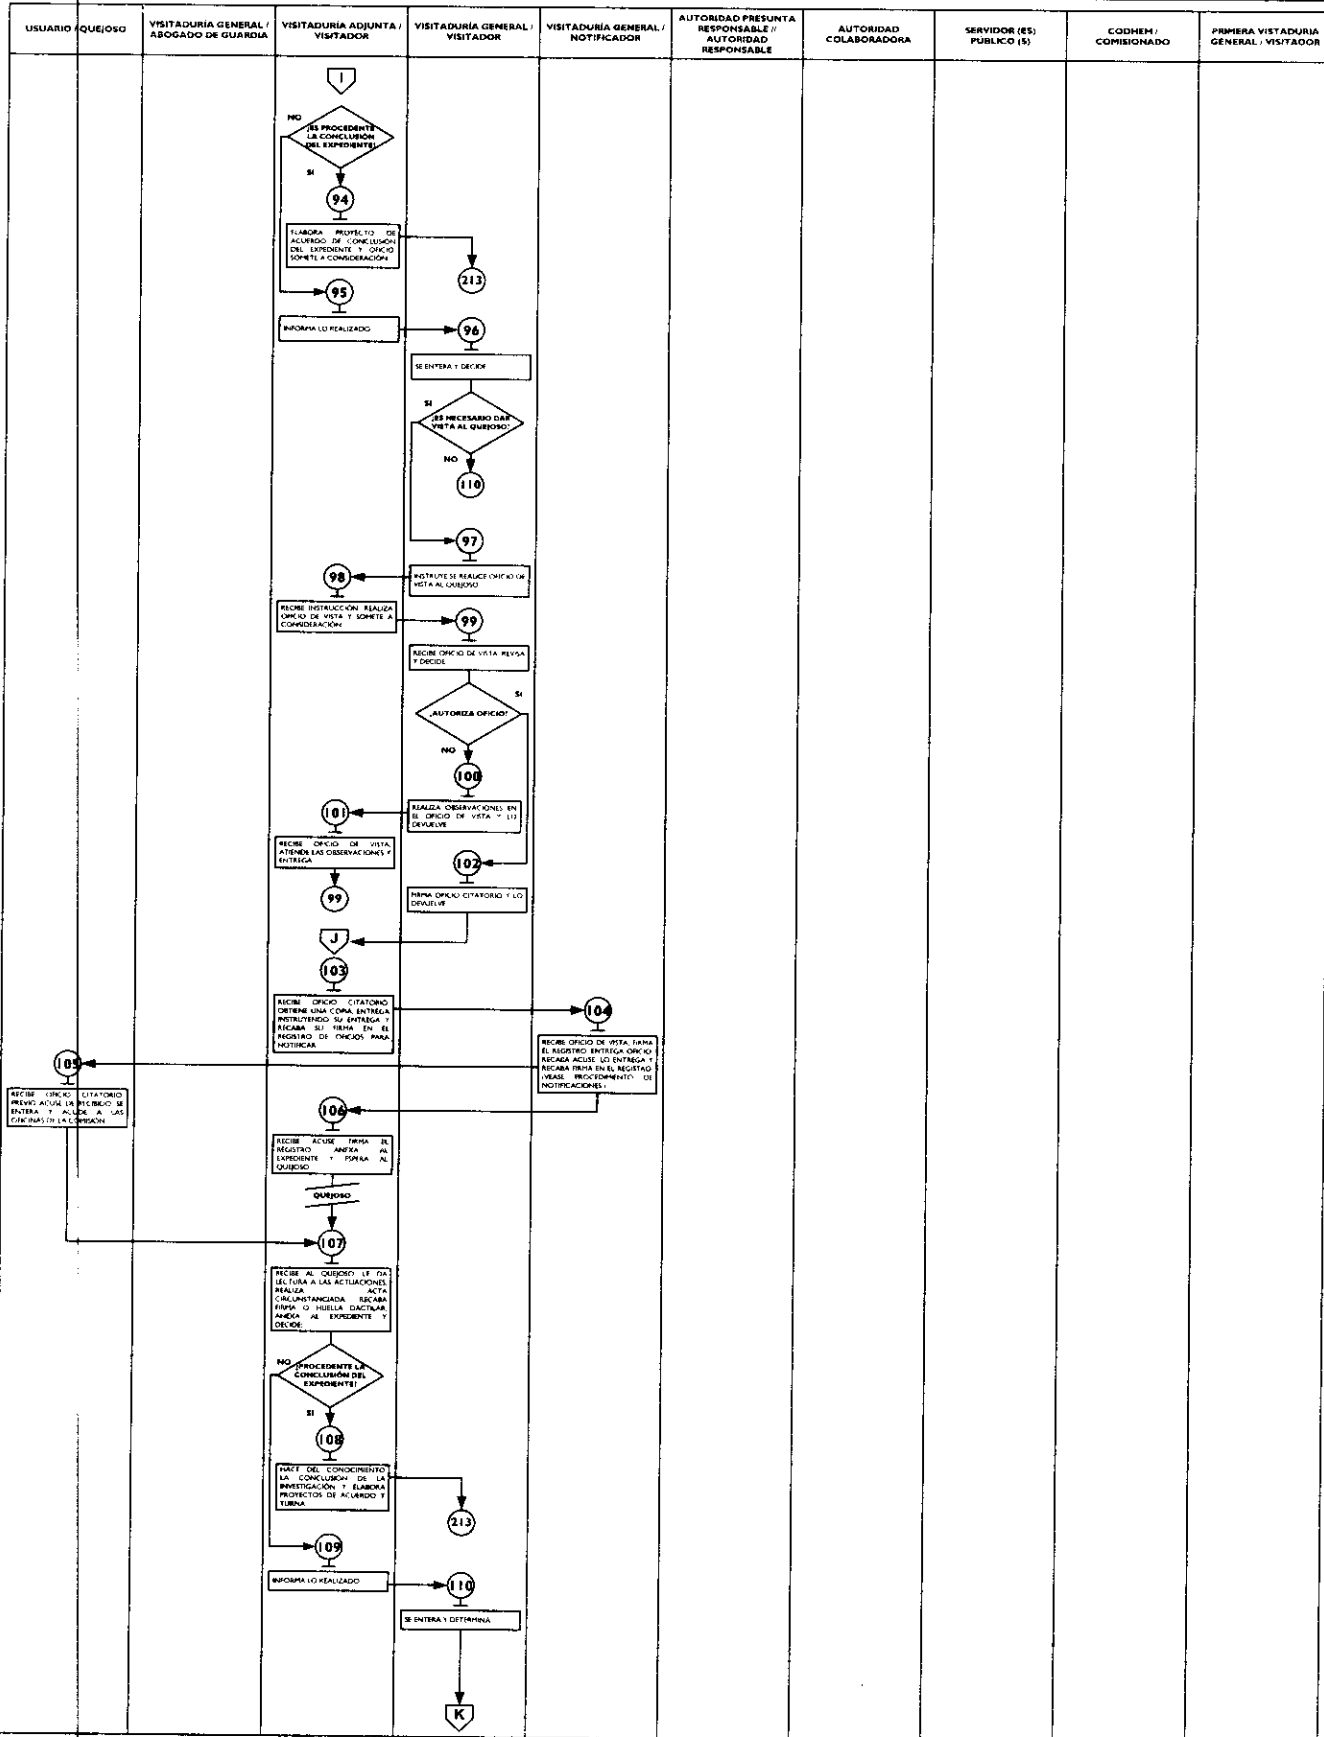 USUARIO / QUEJOSO
VISITADURÍA GENERAL /
ABOGADO DE GUARDIA
VISITADURÍA ADJUNTA /
VISITADOR
VISITADURÍA GENERAL /
VISITADOR
VISITADURÍA GENERAL /
NOTIFICADOR
AUTORIDAD PRESUNTA
RESPONSABLE //
AUTORIDAD
RESPONSABLE
AUTORIDAD
COLABORADORA
SERVIDOR (ES)
PÚBLICO (S)
CODHEM /
COMISIONADO
PRIMERA VISTADURIA
GENERAL / VISITADOR
I
NO
¿ES PROCEDENTE
LA CONCLUSIÓN
DEL EXPEDIENTE?
SI
94
ELABORA PROYECTO DE
ACUERDO DE CONCLUSIÓN
DEL EXPEDIENTE Y OFICIO
SOMETE A CONSIDERACIÓN
213
95
INFORMA LO REALIZADO
96
SE ENTERA Y DECIDE
SI
¿ES NECESARIO DAR
VISTA AL QUEJOSO?
NO
110
97
INSTRUYE SE REALICE OFICIO DE
VISTA AL QUEJOSO
98
RECIBE INSTRUCCIÓN REALIZA
OFICIO DE VISTA Y SOMETE A
CONSIDERACIÓN
99
RECIBE OFICIO DE VISTA REVISA
Y DECIDE
SI
¿AUTORIZA OFICIO?
NO
100
REALIZA OBSERVACIONES EN
EL OFICIO DE VISTA Y LO
DEVUELVE
101
RECIBE OFICIO DE VISTA,
ATIENDE LAS OBSERVACIONES Y
ENTREGA
99
102
FIRMA OFICIO CITATORIO Y LO
DEVUELVE
J
103
RECIBE OFICIO CITATORIO
OBTIENE UNA COPIA, ENTREGA
INSTRUYENDO SU ENTREGA Y
RECABA SU FIRMA EN EL
REGISTRO DE OFICIOS PARA
NOTIFICAR
104
RECIBE OFICIO DE VISTA, FIRMA
EL REGISTRO ENTREGA OFICIO
RECABA ACUSE LO ENTREGA Y
RECABA FIRMA EN EL REGISTRO
(VEASE PROCEDIMIENTO DE
NOTIFICACIONES)
105
RECIBE OFICIO CITATORIO
PREVIO ACUSE DE RECIBIDO SE
ENTERA Y ACUDE A LAS
OFICINAS DE LA COMISIÓN
106
RECIBE ACUSE FIRMA EL
REGISTRO ANEXA AL
EXPEDIENTE Y ESPERA AL
QUEJOSO
QUEJOSO
107
RECIBE AL QUEJOSO LE DA
LECTURA A LAS ACTUACIONES,
REALIZA ACTA
CIRCUNSTANCIADA RECABA
FIRMA O HUELLA DACTILAR,
ANEXA AL EXPEDIENTE Y
DECIDE:
NO
¿PROCEDENTE LA
CONCLUSIÓN DEL
EXPEDIENTE?
SI
108
HACE DEL CONOCIMIENTO
LA CONCLUSIÓN DE LA
INVESTIGACIÓN Y ELABORA
PROYECTOS DE ACUERDO Y
TURNA
213
109
INFORMA LO REALIZADO
110
SE ENTERA Y DETERMINA
K